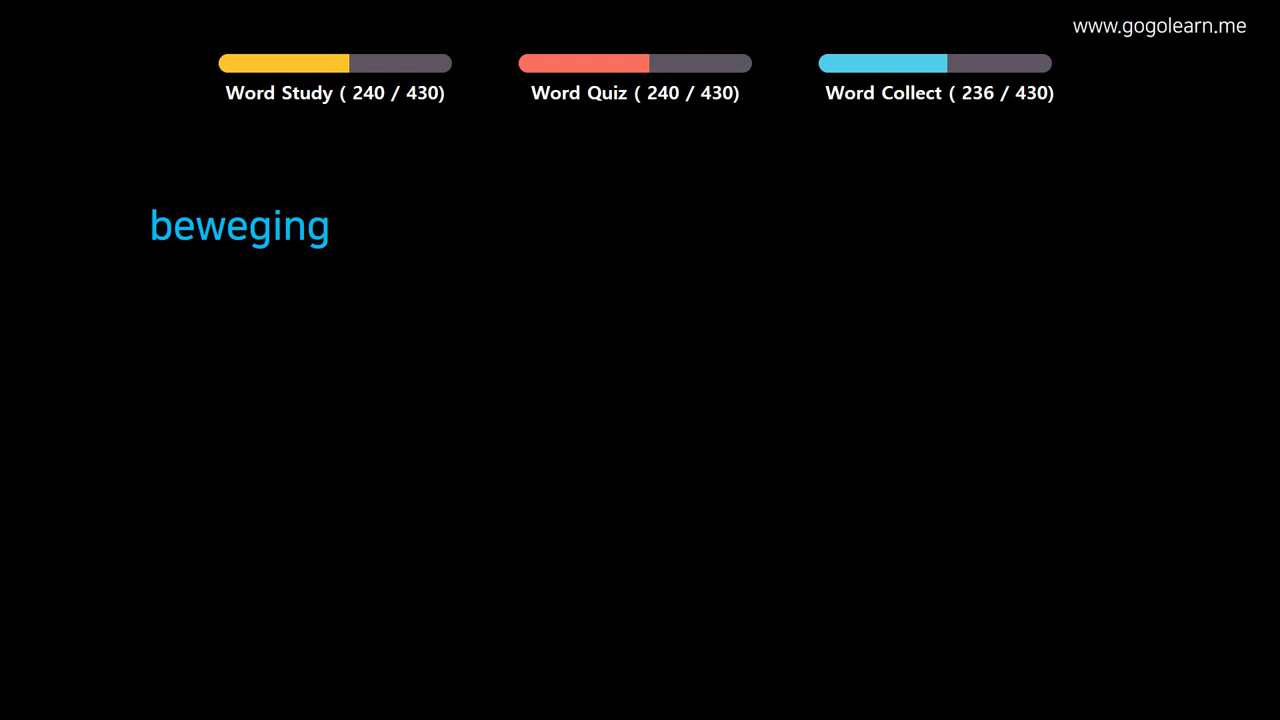 www.gogolearn.me
Word Study ( 240 / 430)
Word Quiz ( 240 / 430)
Word Collect ( 236 / 430)
beweging